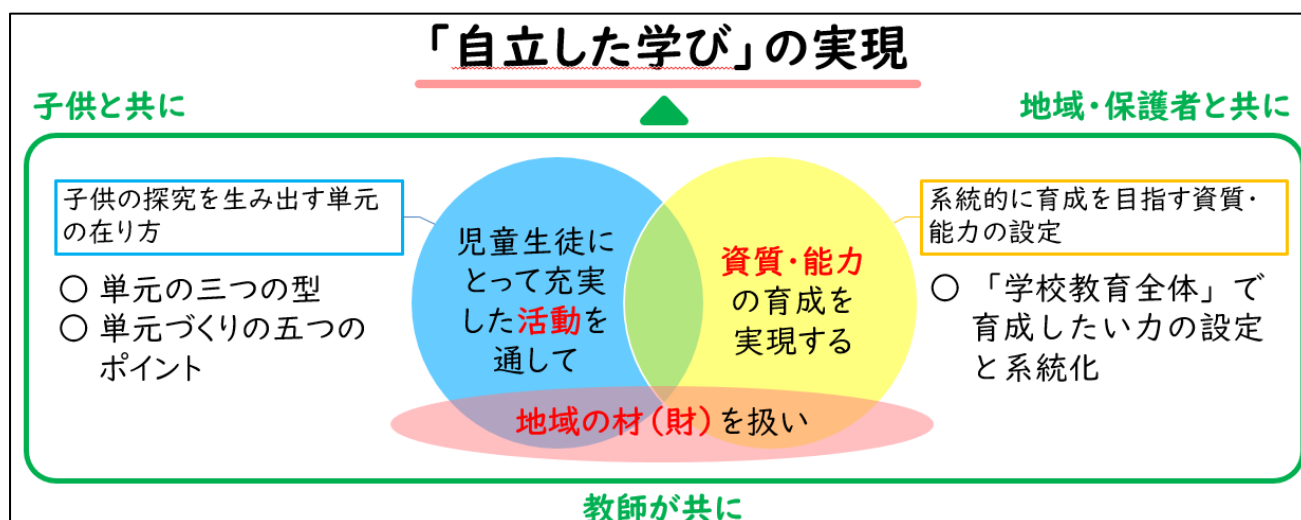 「自立した学び」の実現
子供と共に
地域・保護者と共に
子供の探究を生み出す単元
の在り方
○ 単元の三つの型
○ 単元づくりの五つの
ポイント
児童生徒に
とって充実
した活動を
通して
資質・能力
の育成を
実現する
系統的に育成を目指す資質・
能力の設定
○ 「学校教育全体」で
育成したい力の設定
と系統化
地域の材（財）を扱い
教師が共に